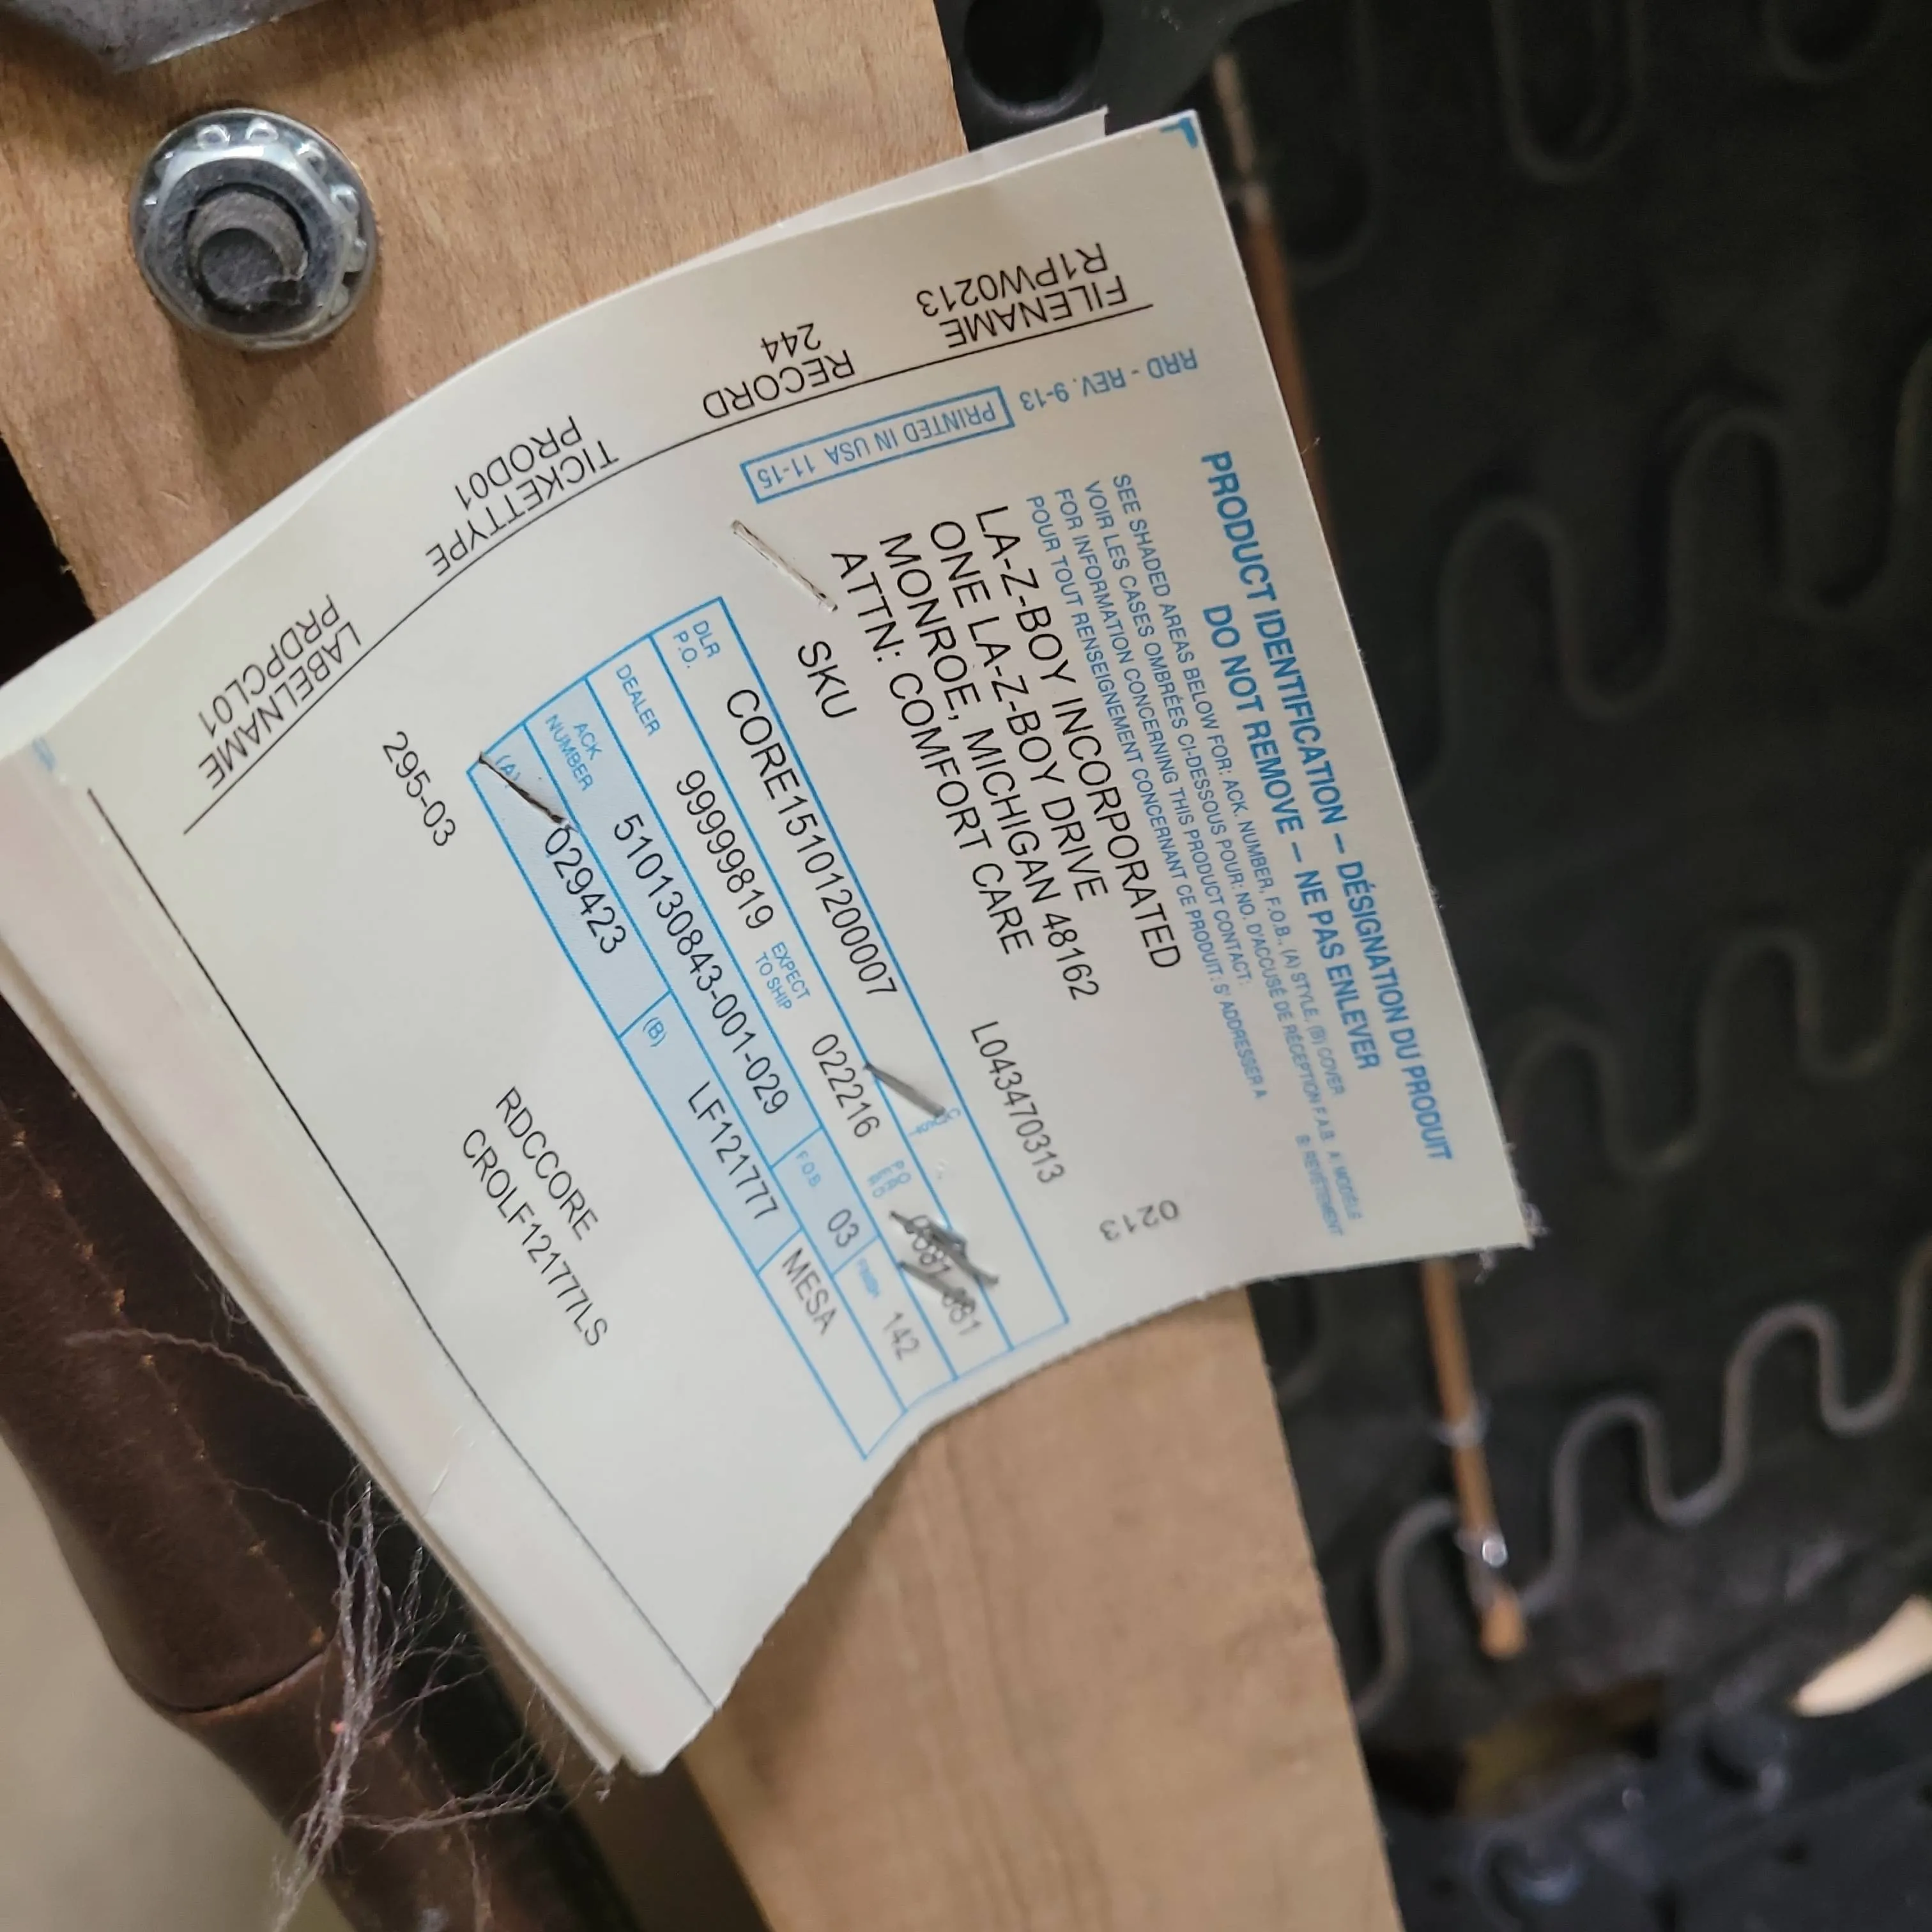 PRODUCT IDENTIFICATION — DÉSIGNATION DU PRODUIT
DO NOT REMOVE — NE PAS ENLEVER
SEE SHADED AREAS BELOW FOR: ACK. NUMBER, F.O.B., (A) STYLE, (B) COVER
VOIR LES CASES OMBRÉES CI-DESSOUS POUR: NO. D'ACCUSÉ DE RÉCEPTION F.A.B. A: MODÈLE
B: REVÊTEMENT
FOR INFORMATION CONCERNING THIS PRODUCT CONTACT:
POUR TOUT RENSEIGNEMENT CONCERNANT CE PRODUIT: S'ADRESSER A
LA-Z-BOY INCORPORATED
ONE LA-Z-BOY DRIVE
MONROE, MICHIGAN 48162
ATTN: COMFORT CARE
0213
SKU L043470313
DLR P.O. CORE15101200007
DEALER 99999819 EXPECT TO SHIP 022216
ACK NUMBER 510130843-001-029 F.O.B. 03 142
(A) 029423 (B) LF121777 MESA
295-03 RDCCORE
CROLF121777LS
RRD - REV. 9-13
PRINTED IN USA 11-15
FILENAME
R1PW0213
RECORD
244
TICKETTYPE
PROD01
LABELNAME
PRDPCL01